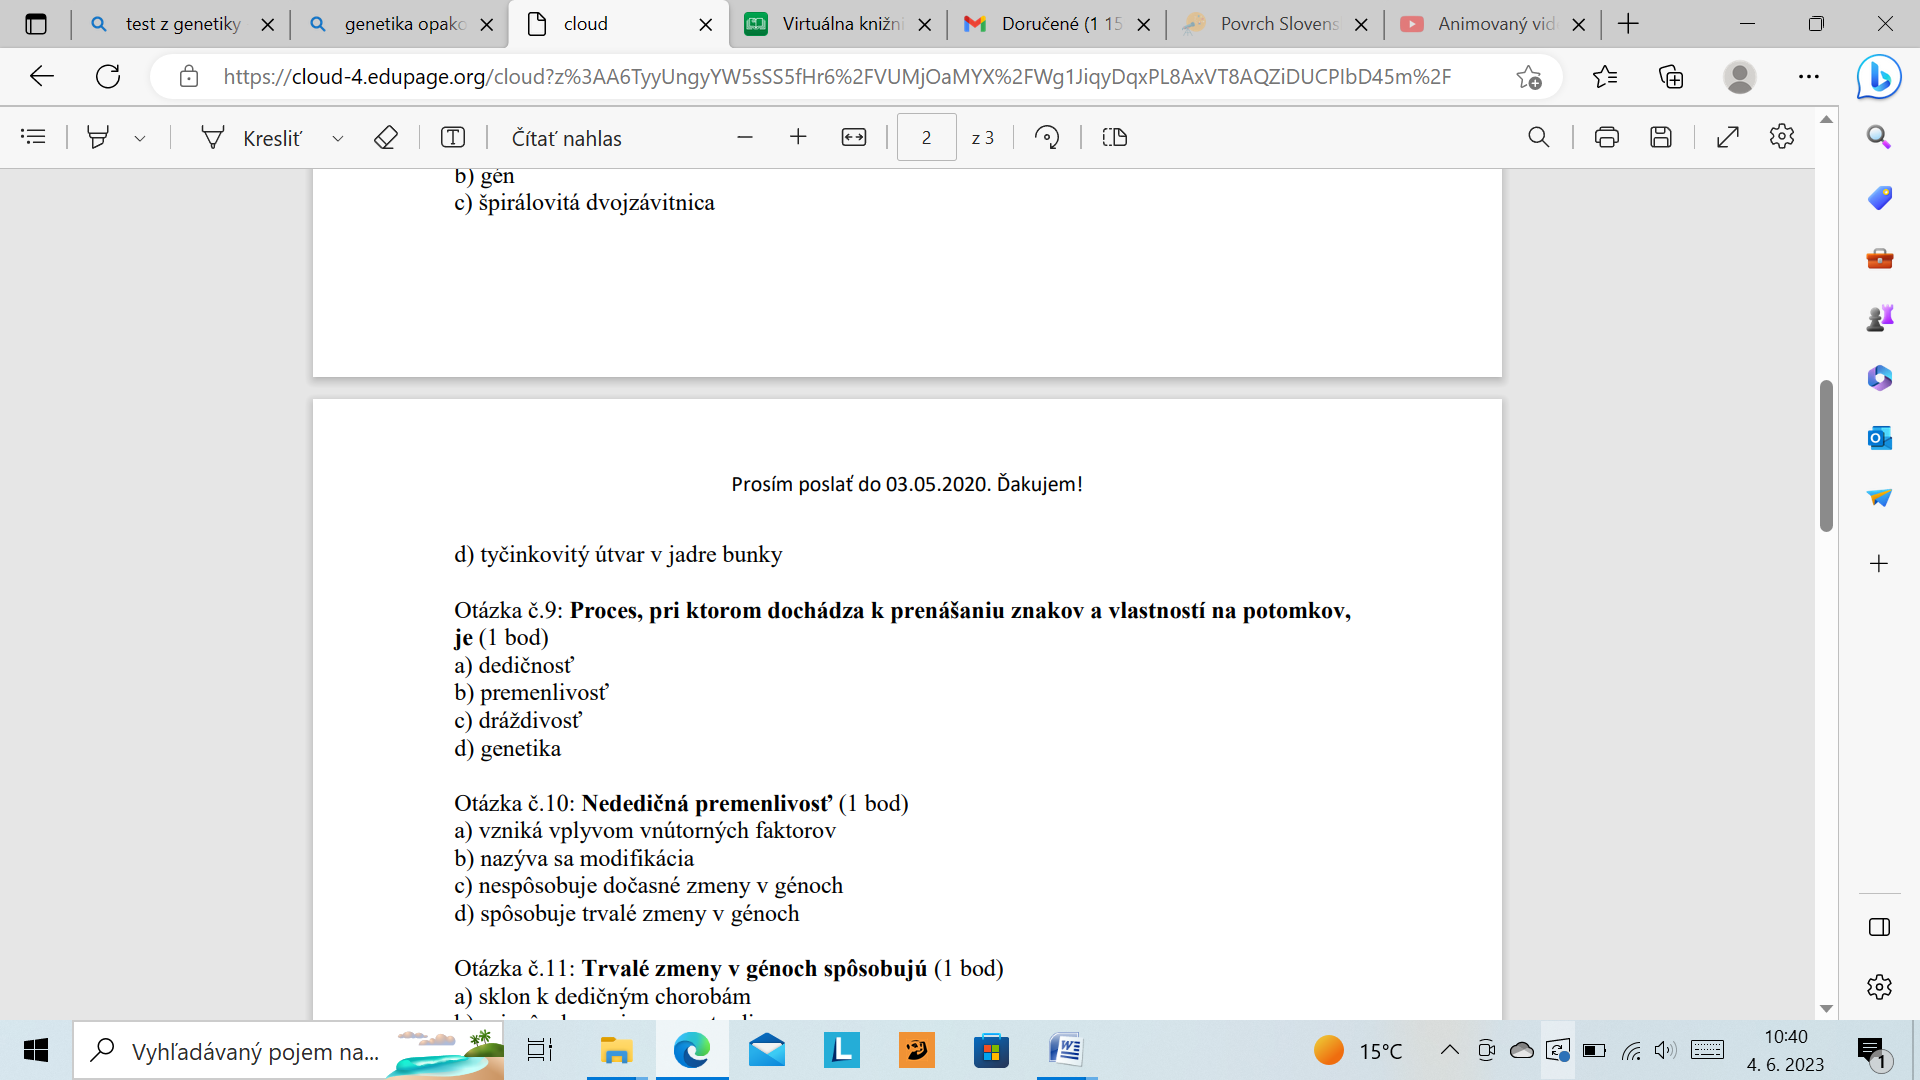 test z genetiky
genetika opako
cloud
Virtuálna knižni
Doručené (1 15
Povrch Slovens
Animovaný vid
https://cloud-4.edupage.org/cloud?z%3AA6TyyUngyYW5sSS5fHr6%2FVUMjOaMYX%2FWg1JiqyDqxPL8AxVT8AQZiDUCPIbD45m%2F
Kresliť
Čítať nahlas
2 z 3
b) gén
c) špirálovitá dvojzávitnica
Prosím poslať do 03.05.2020. Ďakujem!
d) tyčinkovitý útvar v jadre bunky
Otázka č.9: Proces, pri ktorom dochádza k prenášaniu znakov a vlastností na potomkov,
je (1 bod)
a) dedičnosť
b) premenlivosť
c) dráždivosť
d) genetika
Otázka č.10: Nededičná premenlivosť (1 bod)
a) vzniká vplyvom vnútorných faktorov
b) nazýva sa modifikácia
c) nespôsobuje dočasné zmeny v génoch
d) spôsobuje trvalé zmeny v génoch
Otázka č.11: Trvalé zmeny v génoch spôsobujú (1 bod)
a) sklon k dedičným chorobám
Vyhľadávaný pojem na...
15°C
10:40
4. 6. 2023
1